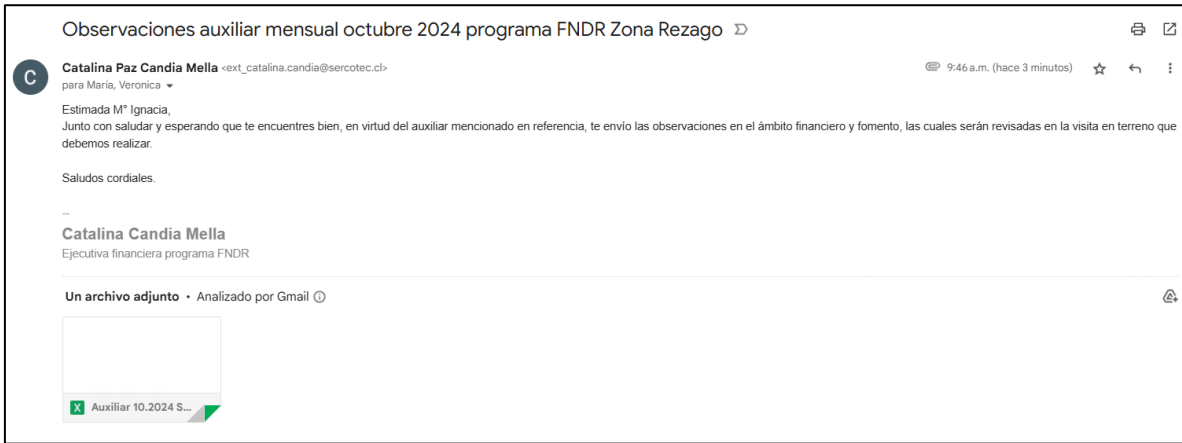 Observaciones auxiliar mensual octubre 2024 programa FNDR Zona Rezago
C
Catalina Paz Candia Mella <ext_catalina.candia@sercotec.cl>
9:46 a.m. (hace 3 minutos)
para María, Veronica
Estimada M° Ignacia,
Junto con saludar y esperando que te encuentres bien, en virtud del auxiliar mencionado en referencia, te envío las observaciones en el ámbito financiero y fomento, las cuales serán revisadas en la visita en terreno que
debemos realizar.
Saludos cordiales.
--
Catalina Candia Mella
Ejecutiva financiera programa FNDR
Un archivo adjunto • Analizado por Gmail
X Auxiliar 10.2024 S...